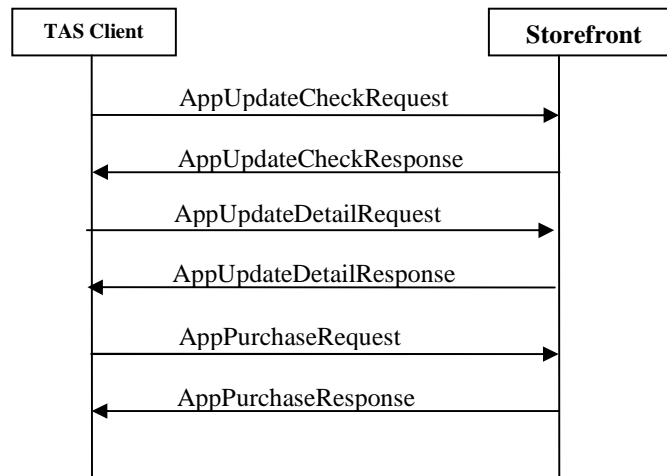 TAS Client
Storefront
AppUpdateCheckRequest
AppUpdateCheckResponse
AppUpdateDetailRequest
AppUpdateDetailResponse
AppPurchaseRequest
AppPurchaseResponse